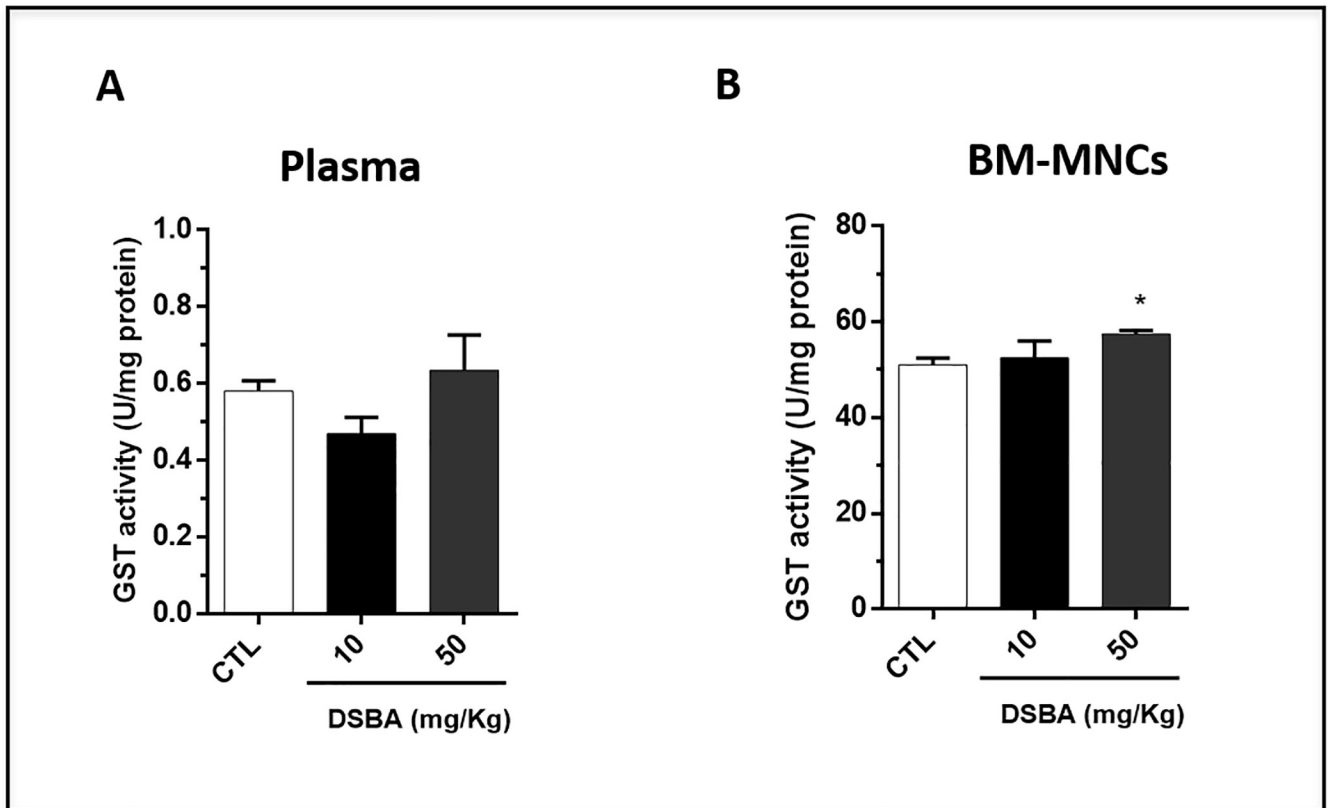 A
Plasma
GST activity (U/mg protein)
1.0
0.8
0.6
0.4
0.2
0.0
CTL
10
50
DSBA (mg/Kg)
B
BM-MNCs
GST activity (U/mg protein)
80
60
40
20
0
*
CTL
10
50
DSBA (mg/Kg)